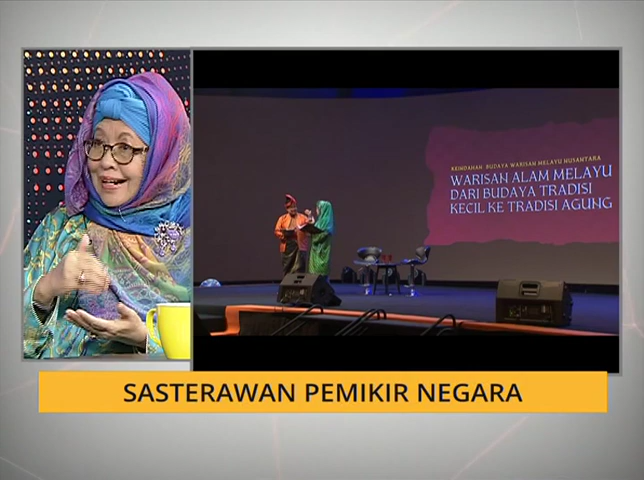 KEINDAHAN: BUDAYA WARISAN MELAYU NUSANTARA
WARISAN ALAM MELAYU
DARI BUDAYA TRADISI
KECIL KE TRADISI AGUNG
SASTERAWAN PEMIKIR NEGARA